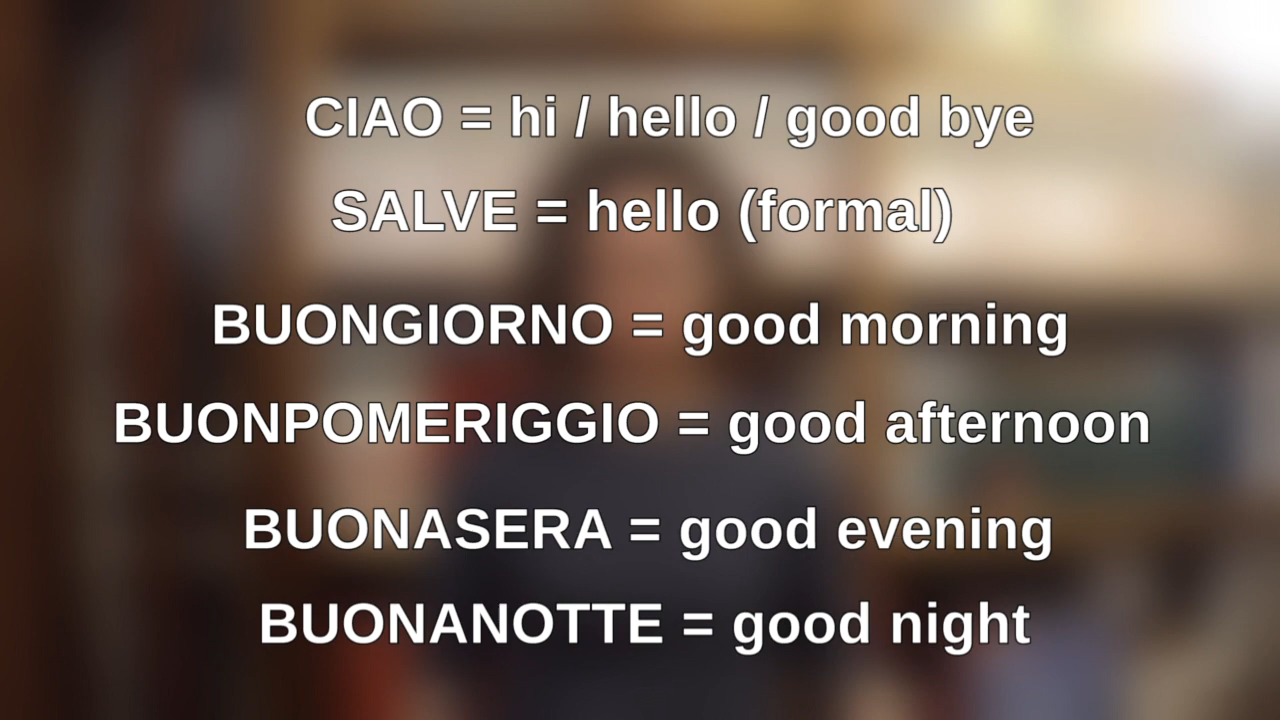 CIAO = hi / hello / good bye
SALVE = hello (formal)
BUONGIORNO = good morning
BUONPOMERIGGIO = good afternoon
BUONASERA = good evening
BUONANOTTE = good night